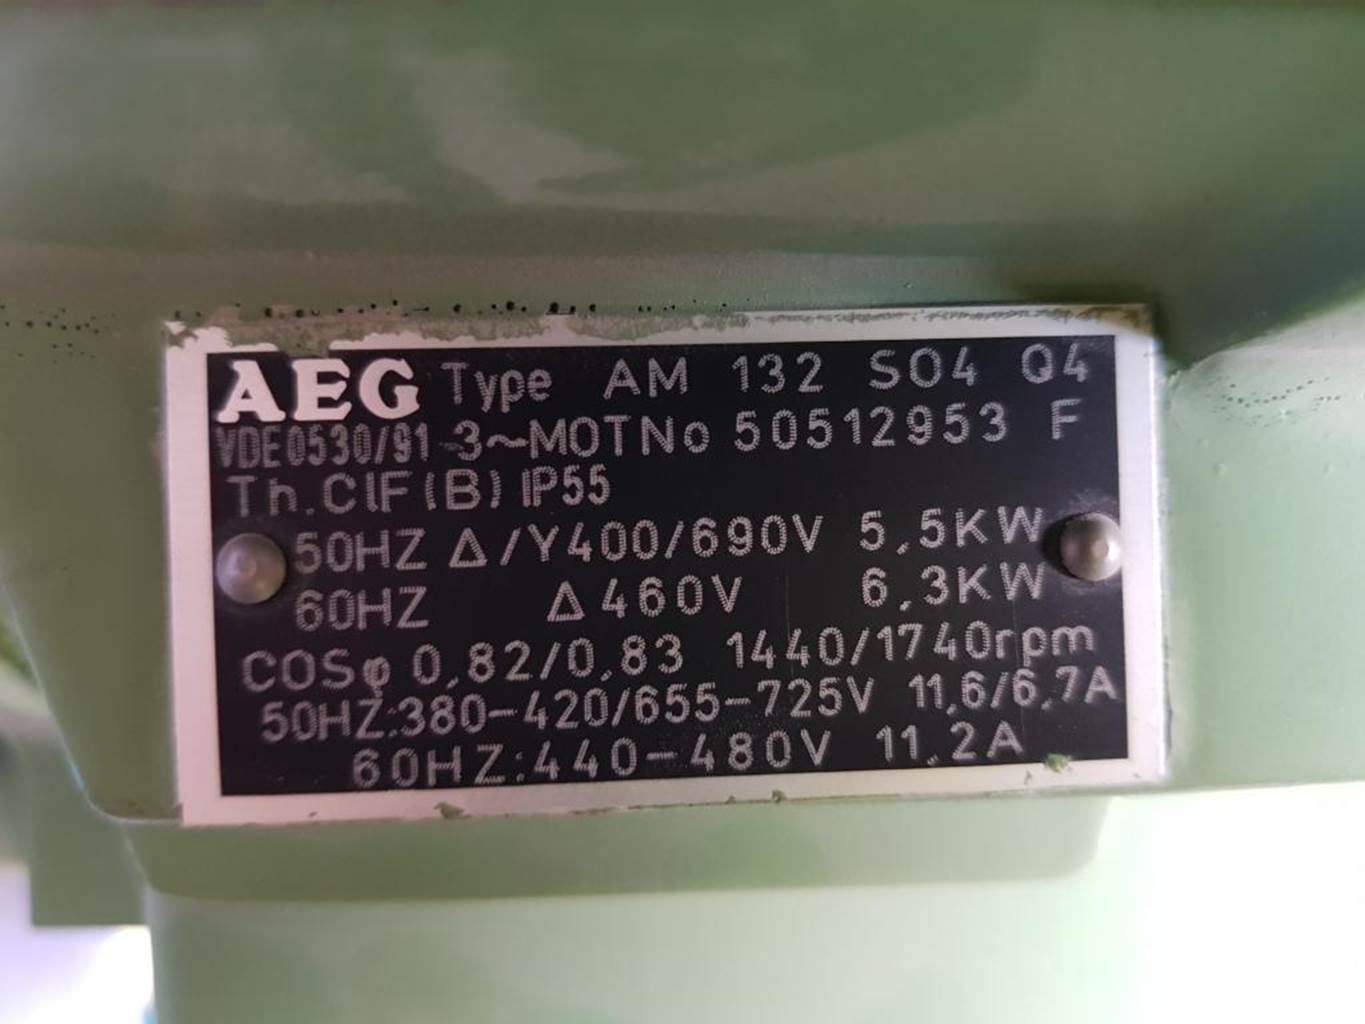 AEG Type AM 132 SO4 Q4
VDE0530/91 3~MOTNo 50512953 F
Th.ClF(B) IP55
50HZ Δ/Y400/690V 5,5KW
60HZ Δ460V 6,3KW
COSφ 0,82/0,83 1440/1740rpm
50HZ:380-420/655-725V 11,6/6,7A
60HZ:440-480V 11,2A